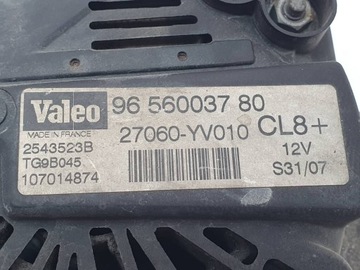 Valeo 96 560037 80
MADE IN FRANCE 27060-YV010 CL8+
2543523B 12V
TG9B045 S31/07
107014874